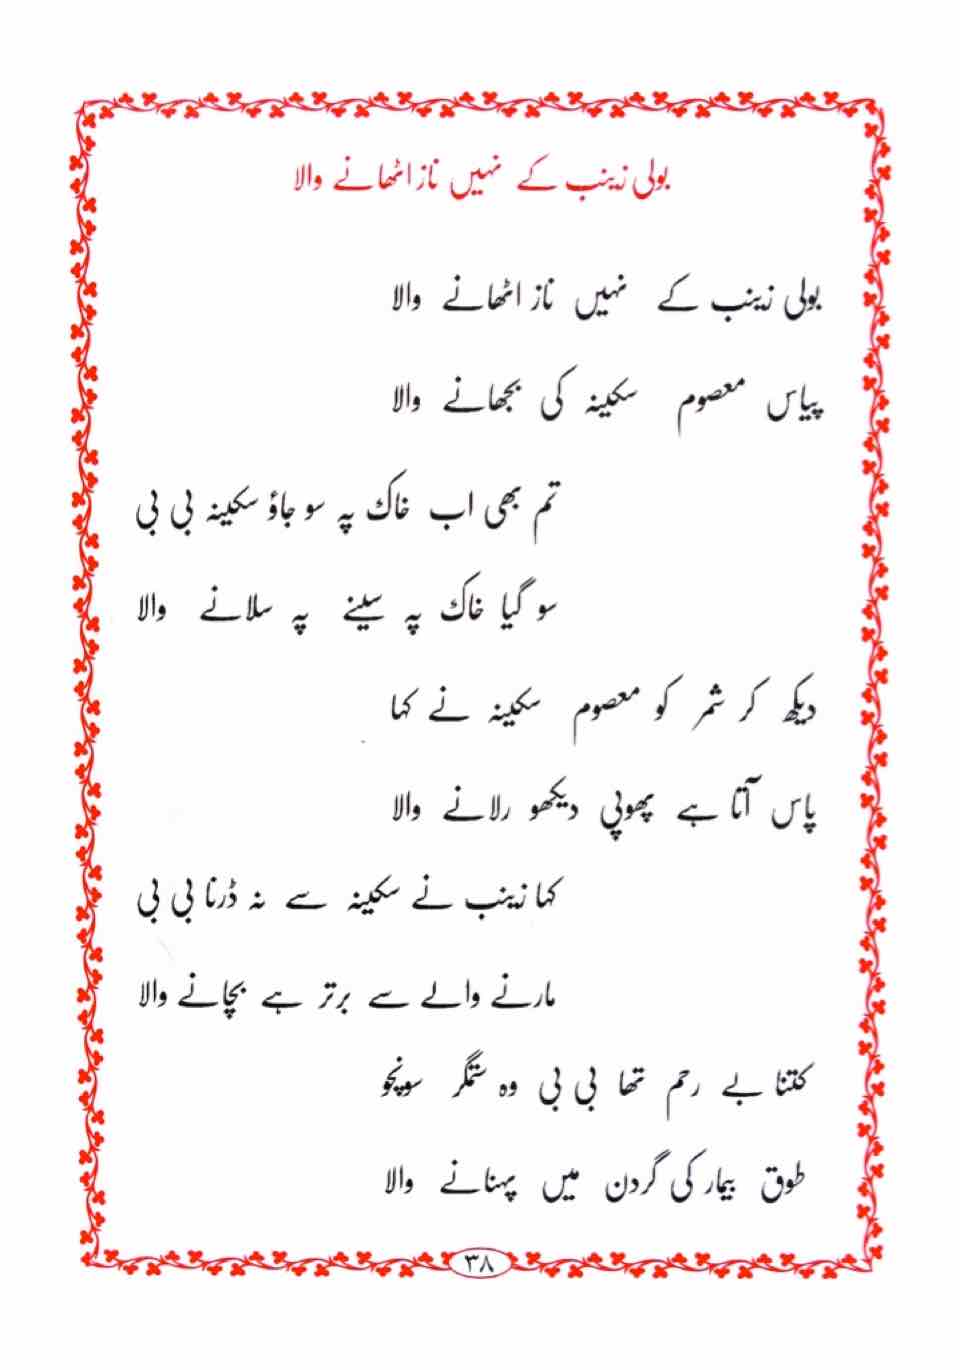 بولی زینب کے نہیں ناز اٹھانے والا
بولی زینب کے نہیں ناز اٹھانے والا
پیاس معصوم سکینہ کی بجھانے والا
تم بھی اب خاک پہ سو جاؤ سکینہ بی بی
سو گیا خاک پہ سینے پہ سلانے والا
دیکھ کر شمر کو معصوم سکینہ نے کہا
پاس آتا ہے پھوپی دیکھو رلانے والا
کہا زینب نے سکینہ سے نہ ڈرنا بی بی
مارنے والے سے برتر ہے بچانے والا
کتنا بے رحم تھا بی بی وہ ستمگر سونچو
طوق بیمار کی گردن میں پہنانے والا
۳۸